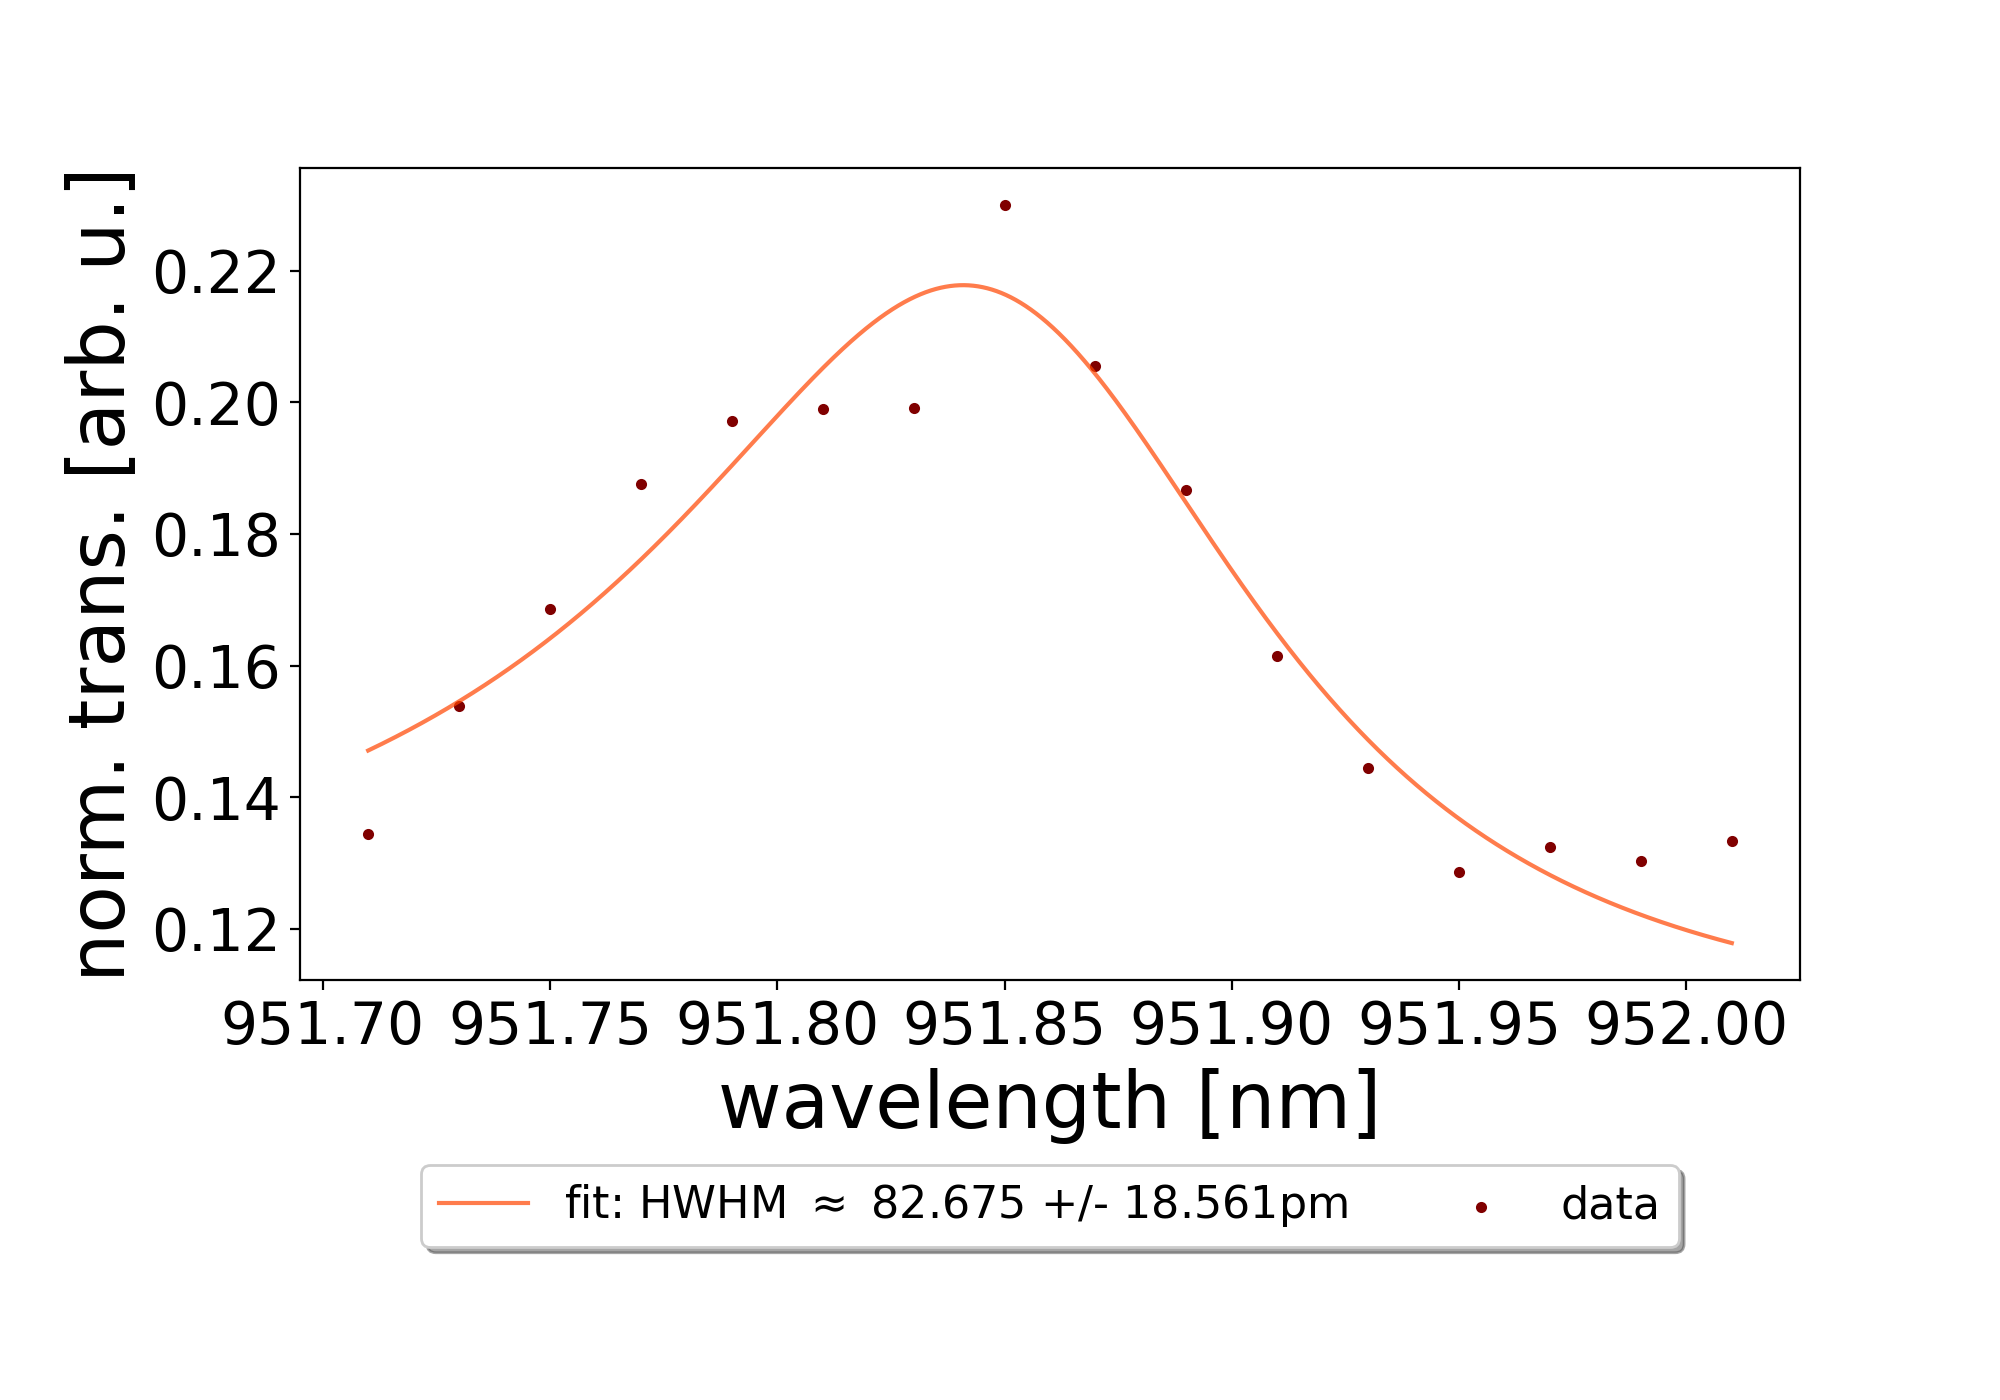 norm. trans. [arb. u.]
0.22
0.20
0.18
0.16
0.14
0.12
951.70 951.75 951.80 951.85 951.90 951.95 952.00
wavelength [nm]
fit: HWHM ≈ 82.675 +/- 18.561pm data